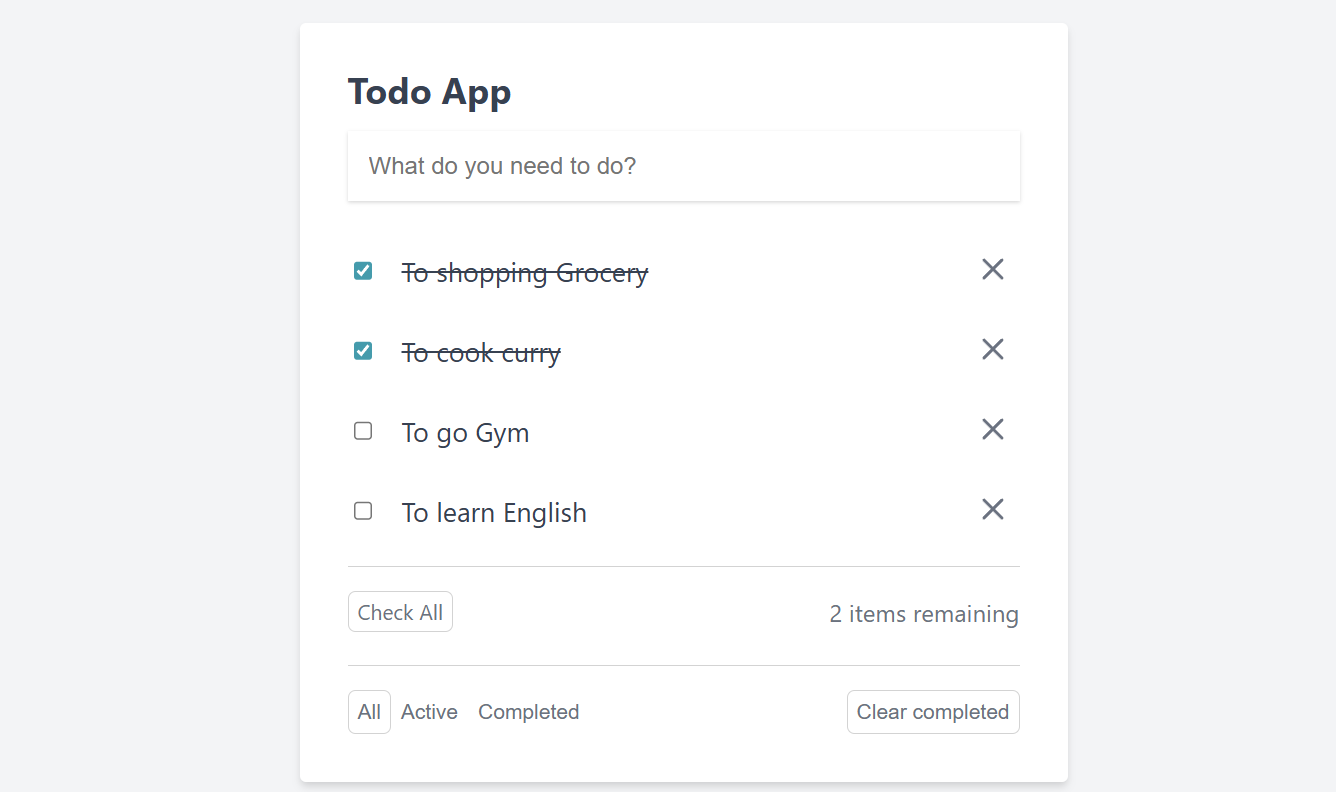 Todo App
What do you need to do?
To shopping Grocery
To cook curry
To go Gym
To learn English
Check All
2 items remaining
All Active Completed Clear completed